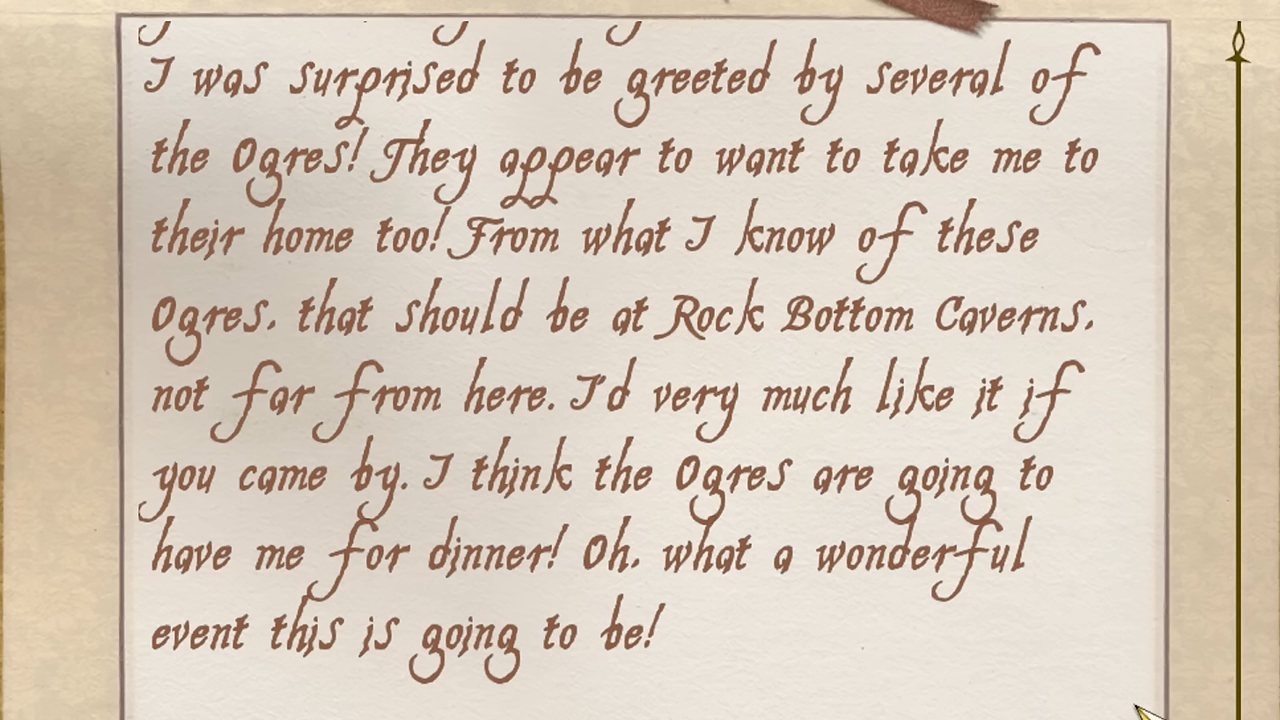 I was surprised to be greeted by several of
the Ogres! They appear to want to take me to
their home too! From what I know of these
Ogres, that should be at Rock Bottom Caverns,
not far from here. I'd very much like it if
you came by. I think the Ogres are going to
have me for dinner! Oh, what a wonderful
event this is going to be!